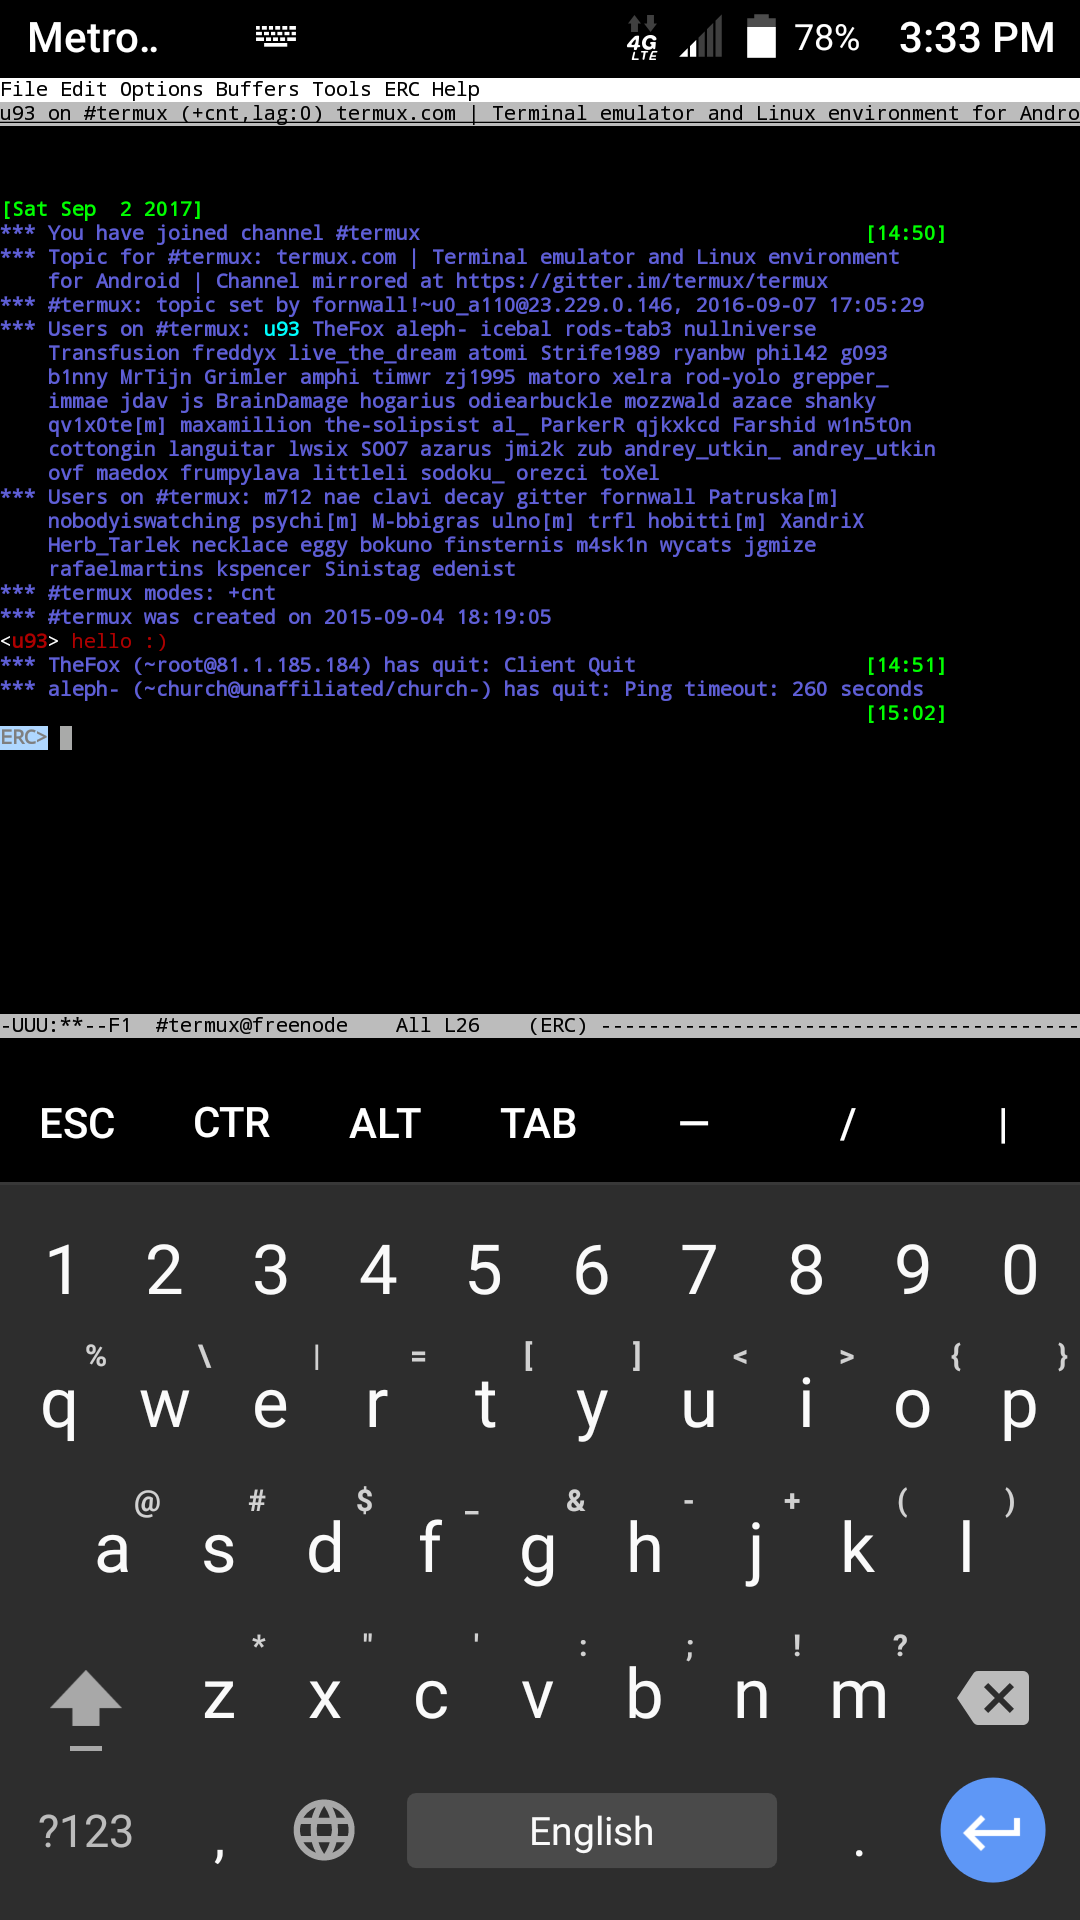 Metro..
4G LTE 78% 3:33 PM
File Edit Options Buffers Tools ERC Help
u93 on #termux (+cnt,lag:0) termux.com | Terminal emulator and Linux environment for Andro
[Sat Sep  2 2017]
*** You have joined channel #termux [14:50]
*** Topic for #termux: termux.com | Terminal emulator and Linux environment
for Android | Channel mirrored at https://gitter.im/termux/termux
*** #termux: topic set by fornwall!~u0_a110@23.229.0.146, 2016-09-07 17:05:29
*** Users on #termux: u93 TheFox aleph- icebal rods-tab3 nullniverse
Transfusion freddyx live_the_dream atomi Strife1989 ryanbw phil42 g093
b1nny MrTijn Grimler amphi timwr zj1995 matoro xelra rod-yolo grepper_
immae jdav js BrainDamage hogarius odiearbuckle mozzwald azace shanky
qv1x0te[m] maxamillion the-solipsist al_ ParkerR qjkxkcd Farshid w1n5t0n
cottongin languitar lwsix SO07 azarus jmi2k zub andrey_utkin_ andrey_utkin
ovf maedox frumpylava littleli sodoku_ orezci toXel
*** Users on #termux: m712 nae clavi decay gitter fornwall Patruska[m]
nobodyiswatching psychi[m] M-bbigras ulno[m] trfl hobitti[m] XandriX
Herb_Tarlek necklace eggy bokuno finsternis m4sk1n wycats jgmize
rafaelmartins kspencer Sinistag edenist
*** #termux modes: +cnt
*** #termux was created on 2015-09-04 18:19:05
<u93> hello :)
*** TheFox (~root@81.1.185.184) has quit: Client Quit [14:51]
*** aleph- (~church@unaffiliated/church-) has quit: Ping timeout: 260 seconds
[15:02]
ERC>
-UUU:**--F1  #termux@freenode    All L26    (ERC) ----------------------------------------
ESC CTR ALT TAB — / |
1 2 3 4 5 6 7 8 9 0
% \ | = [ ] < > { }
q w e r t y u i o p
@ # $ _ & - + ( )
a s d f g h j k l
* " ' : ; ! ?
z x c v b n m
?123 , English .